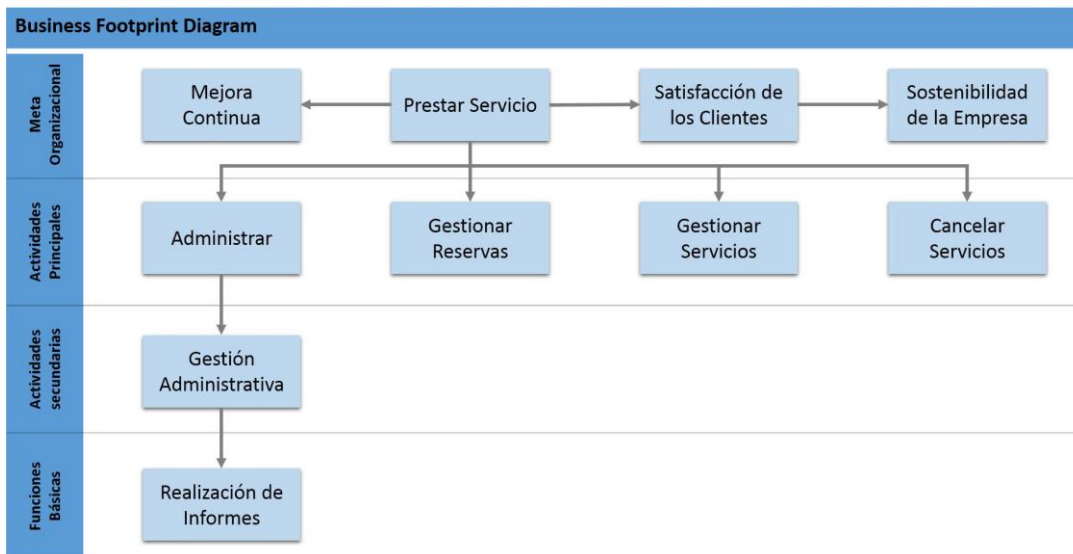 Business Footprint Diagram
Meta
Organizacional
Mejora
Continua
Prestar Servicio
Satisfacción de
los Clientes
Sostenibilidad
de la Empresa
Actividades
Principales
Administrar
Gestionar
Reservas
Gestionar
Servicios
Cancelar
Servicios
Actividades
secundarias
Gestión
Administrativa
Funciones
Básicas
Realización de
Informes